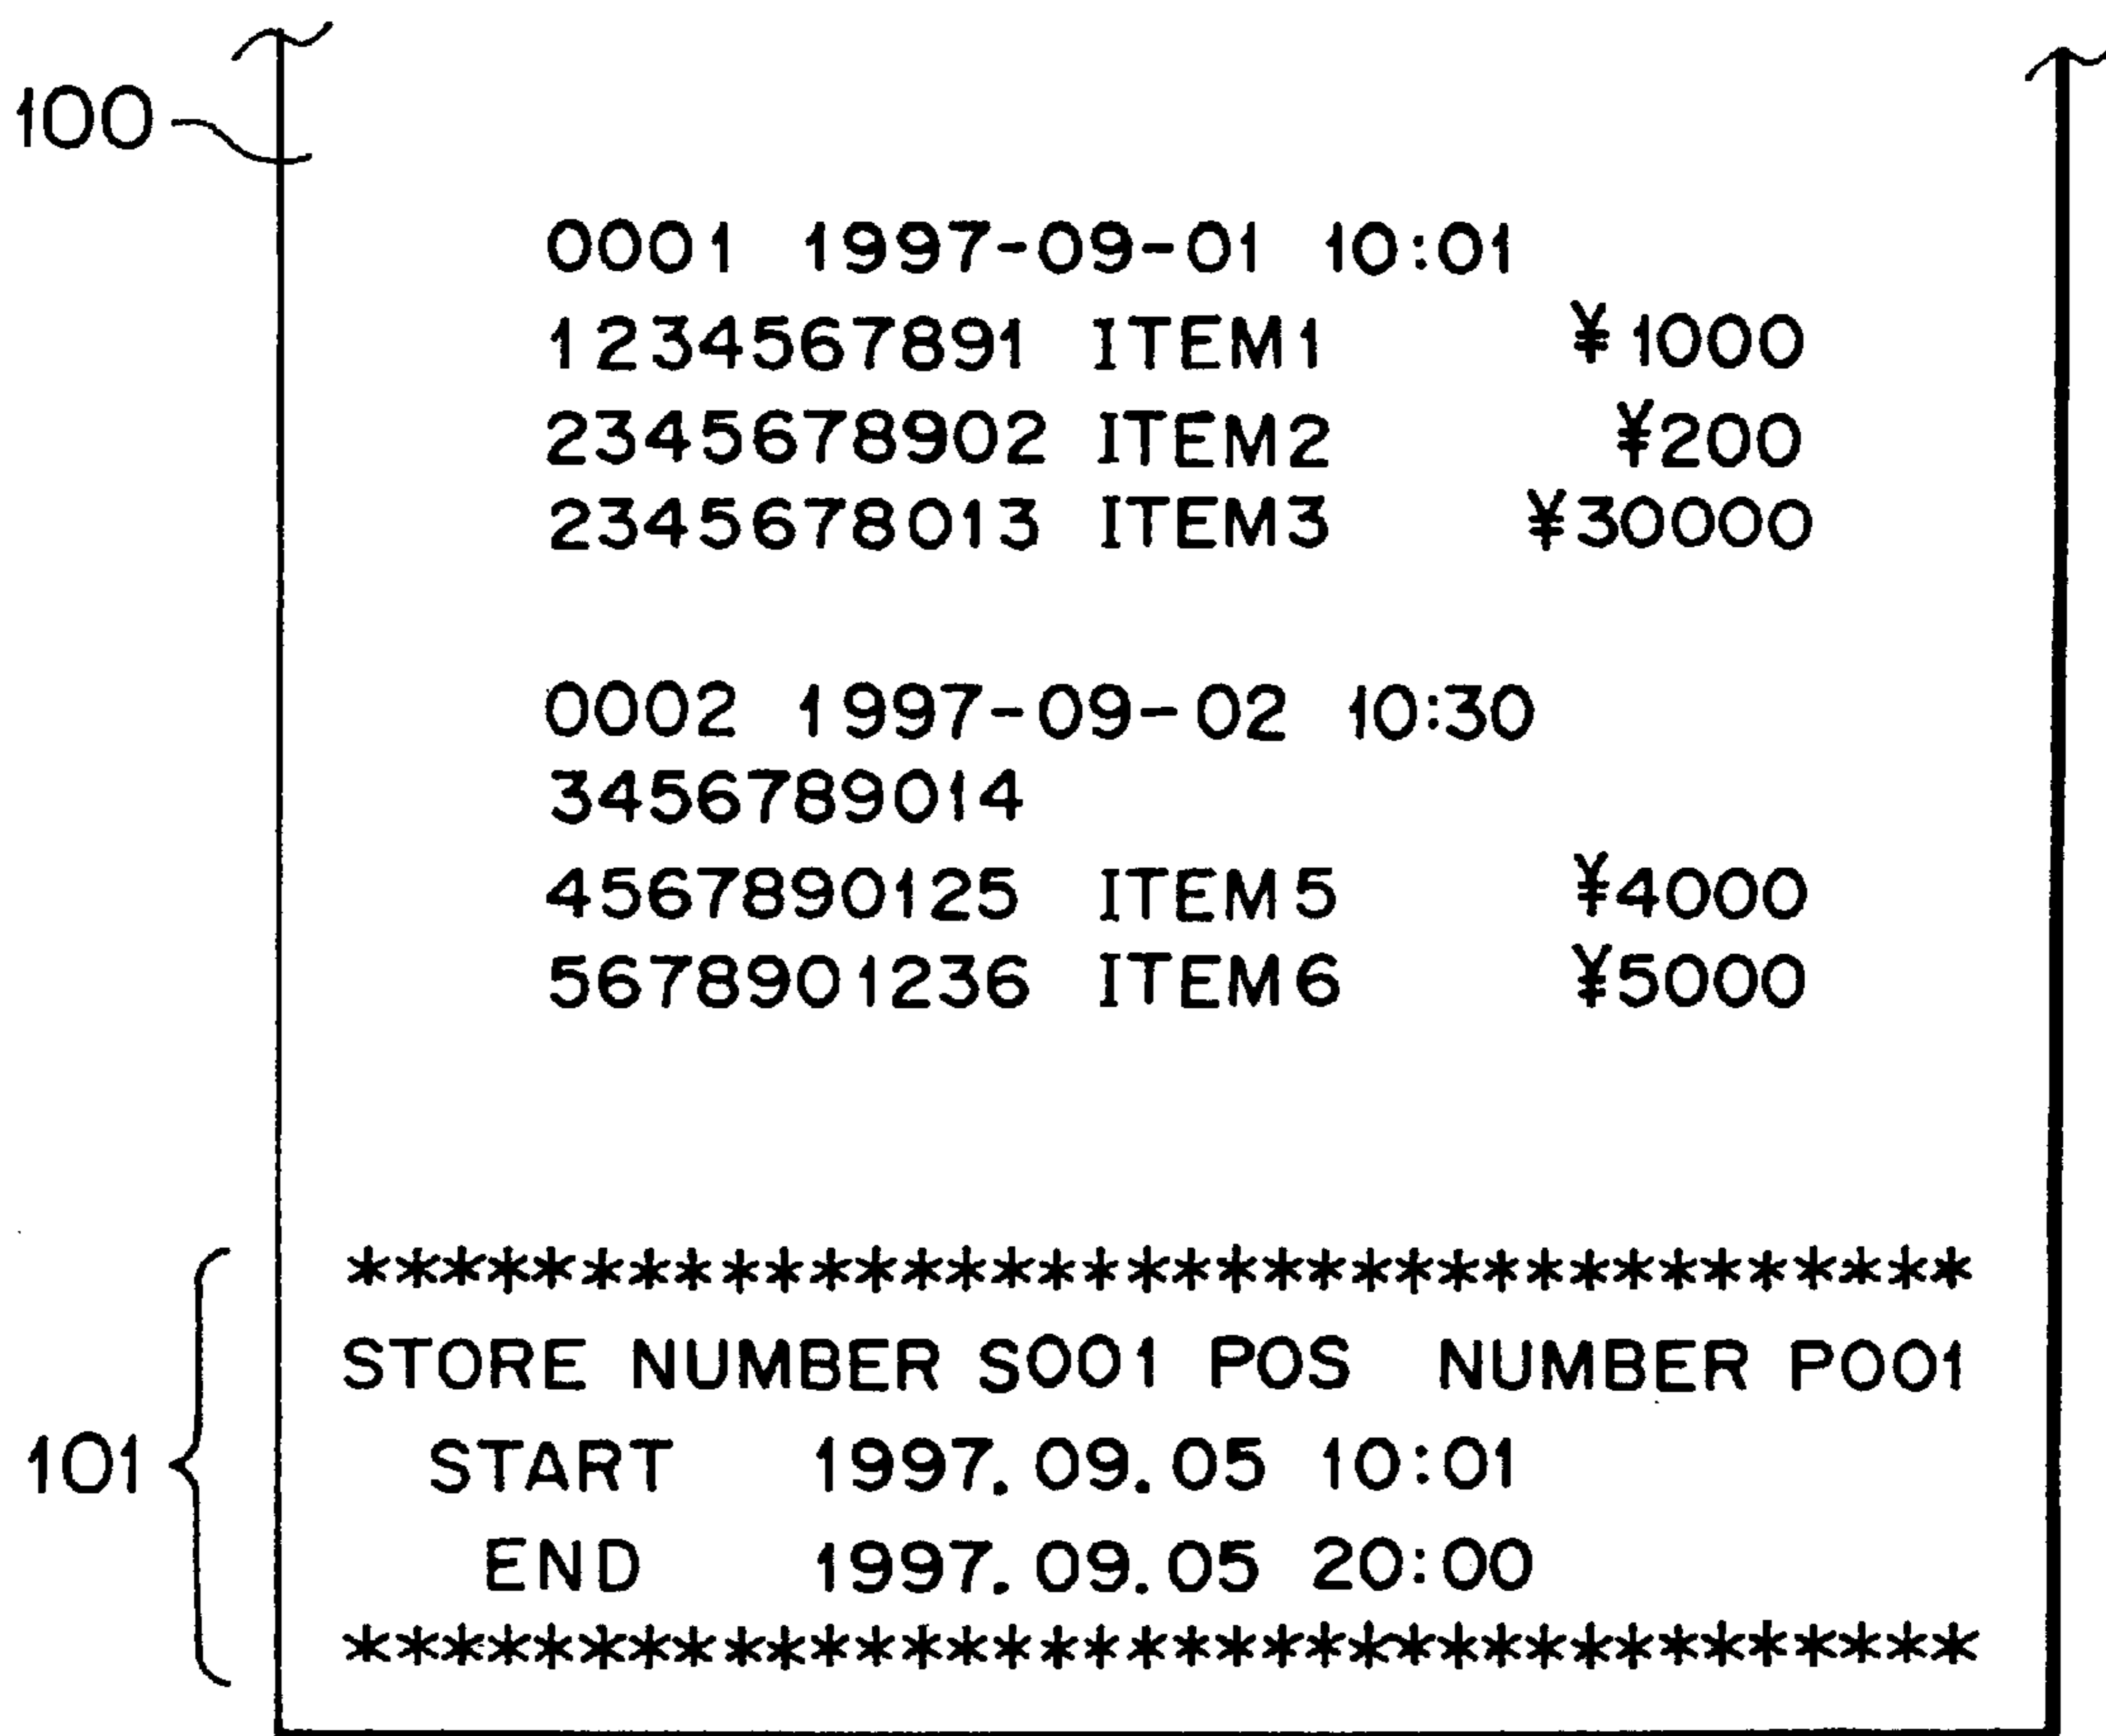 100
0001 1997-09-01 10:01
1234567891 ITEM1 ¥1000
2345678902 ITEM2 ¥200
2345678013 ITEM3 ¥30000
0002 1997-09-02 10:30
3456789014
4567890125 ITEM5 ¥4000
5678901236 ITEM6 ¥5000
************************************
STORE NUMBER S001 POS NUMBER P001
101
START 1997.09.05 10:01
END 1997.09.05 20:00
************************************